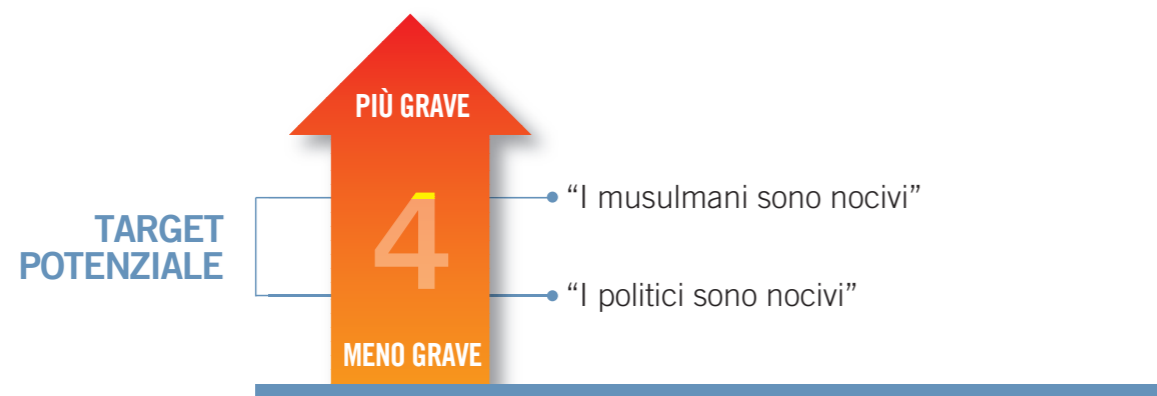 PIÙ GRAVE
TARGET
POTENZIALE
4
“I musulmani sono nocivi”
“I politici sono nocivi”
MENO GRAVE